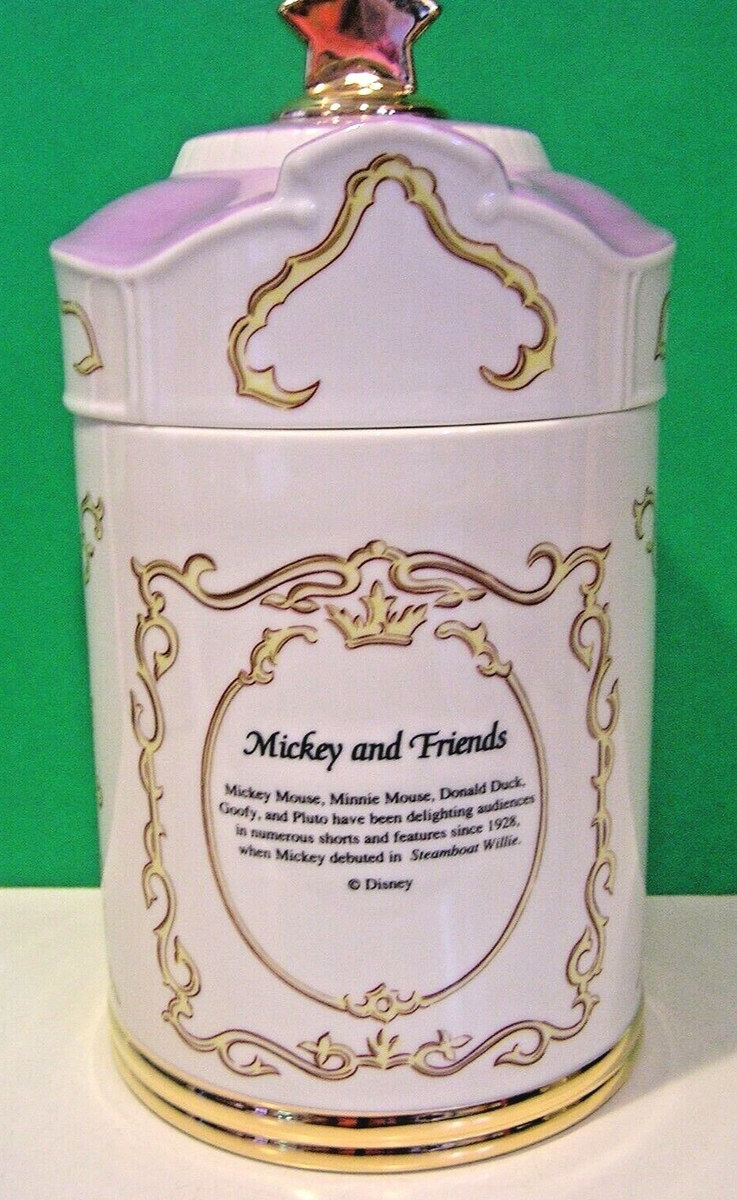 Mickey and Friends
Mickey Mouse, Minnie Mouse, Donald Duck,
Goofy, and Pluto have been delighting audiences
in numerous shorts and features since 1928,
when Mickey debuted in Steamboat Willie.
© Disney